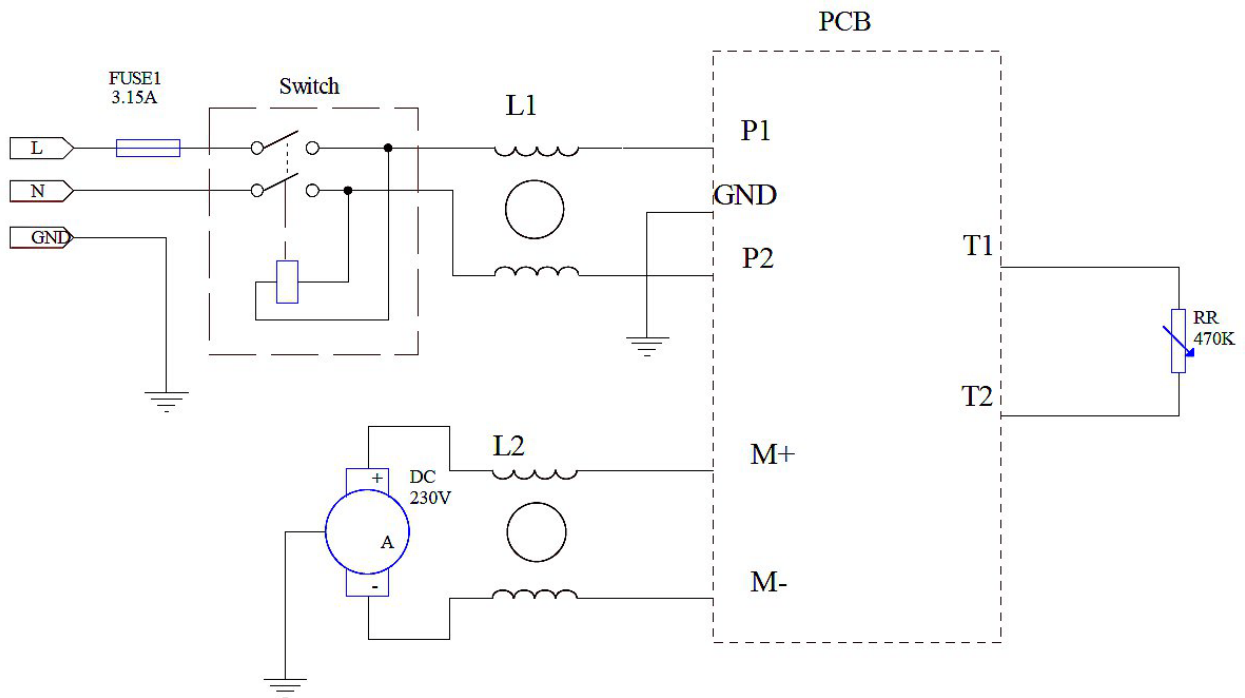 PCB
FUSE1
3.15A
Switch
L1
L
P1
N
GND
GND
P2
T1
RR
470K
T2
L2
M+
+
DC
230V
A
M-
-